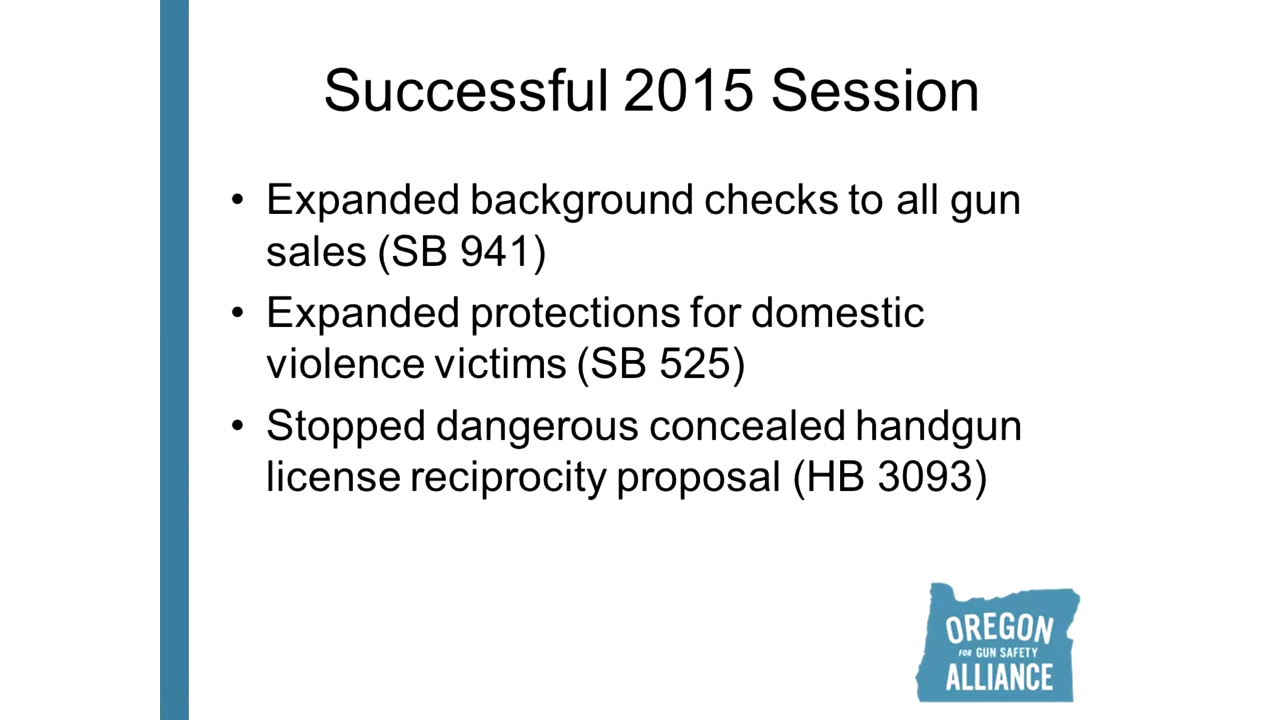 Successful 2015 Session
• Expanded background checks to all gun
sales (SB 941)
• Expanded protections for domestic
violence victims (SB 525)
• Stopped dangerous concealed handgun
license reciprocity proposal (HB 3093)
OREGON
FOR GUN SAFETY
ALLIANCE